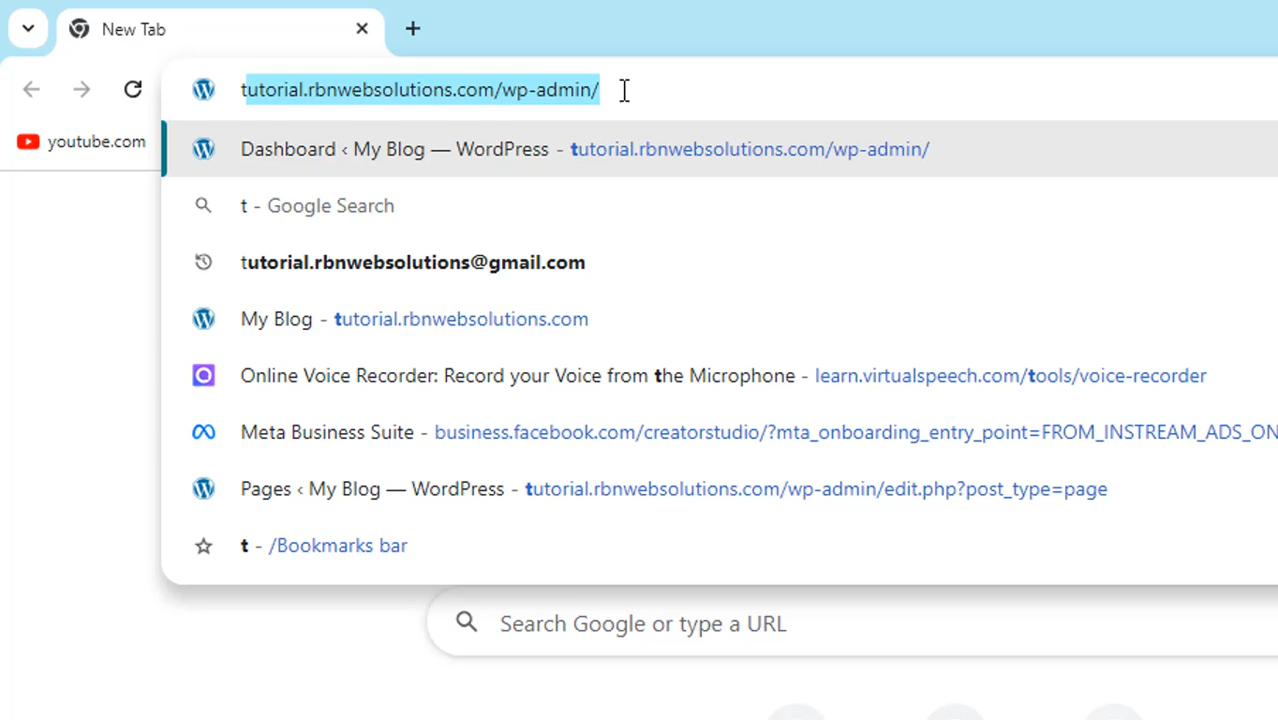 New Tab
tutorial.rbnwebsolutions.com/wp-admin/
youtube.com
Dashboard ‹ My Blog — WordPress - tutorial.rbnwebsolutions.com/wp-admin/
t - Google Search
tutorial.rbnwebsolutions@gmail.com
My Blog - tutorial.rbnwebsolutions.com
Online Voice Recorder: Record your Voice from the Microphone - learn.virtualspeech.com/tools/voice-recorder
Meta Business Suite - business.facebook.com/creatorstudio/?mta_onboarding_entry_point=FROM_INSTREAM_ADS_ON
Pages ‹ My Blog — WordPress - tutorial.rbnwebsolutions.com/wp-admin/edit.php?post_type=page
t - /Bookmarks bar
Search Google or type a URL